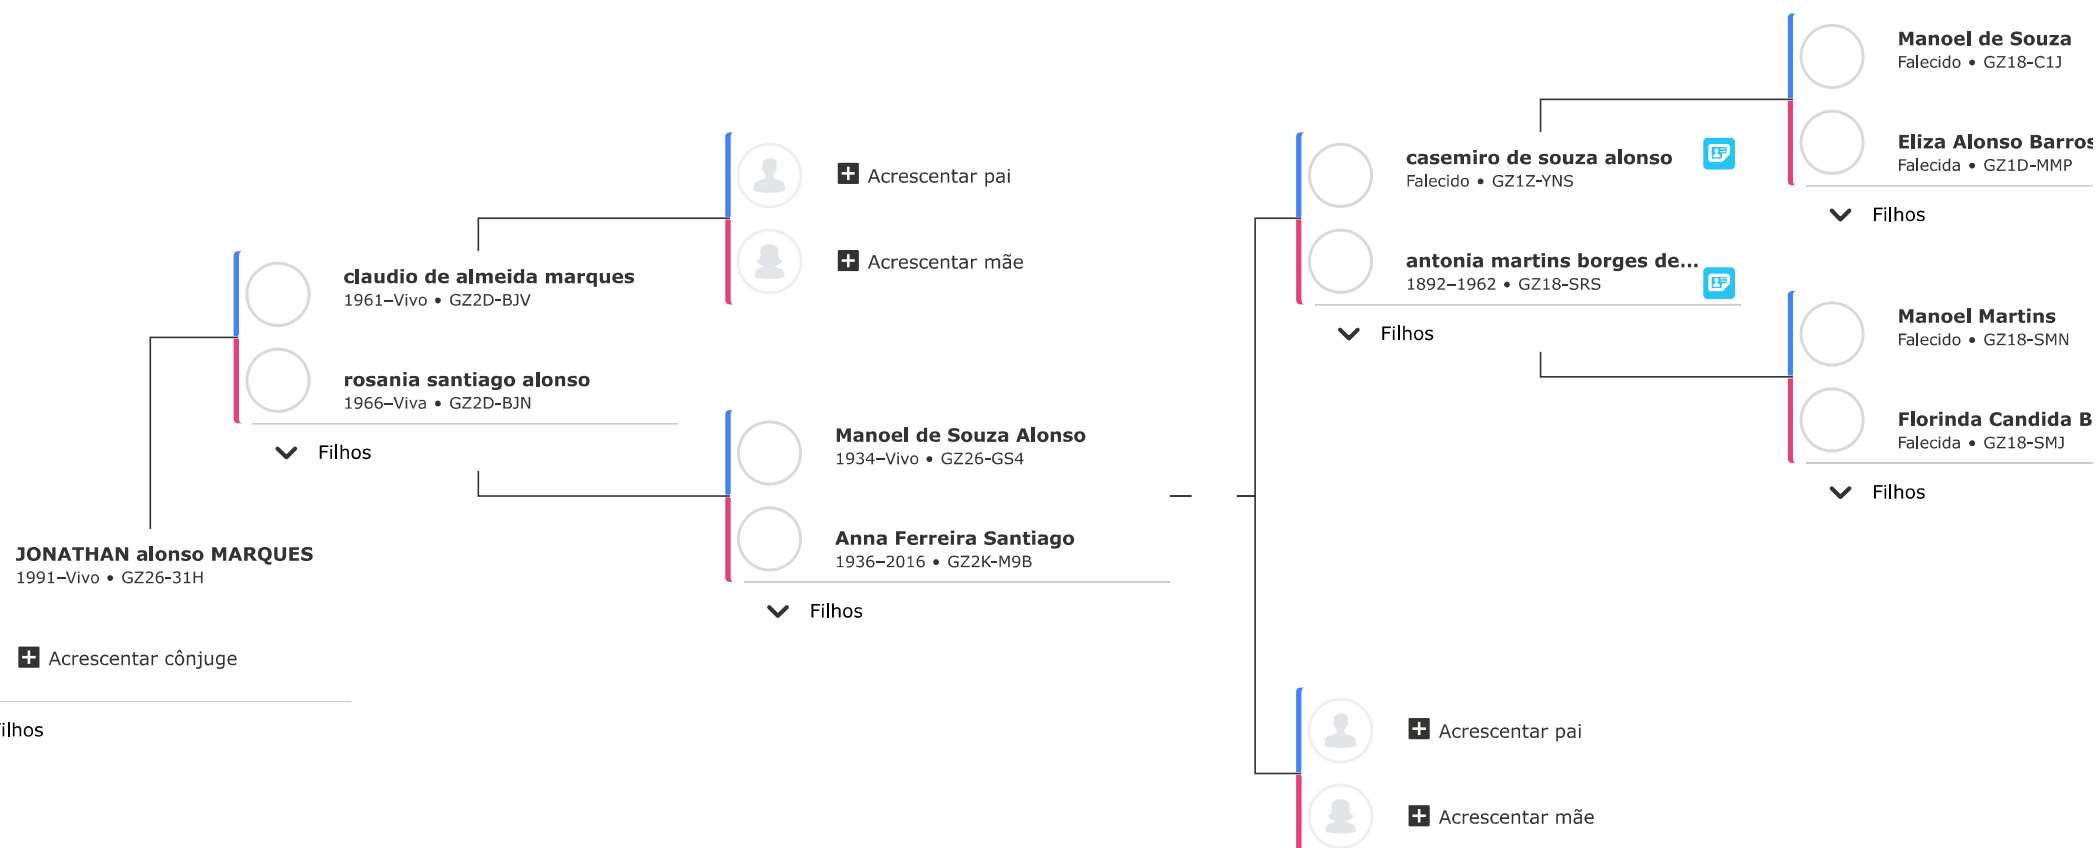 Manoel de Souza
Falecido • GZ18-C1J
Eliza Alonso Barros
Falecida • GZ1D-MMP
Filhos
casemiro de souza alonso
Falecido • GZ1Z-YNS
antonia martins borges de...
1892–1962 • GZ18-SRS
Filhos
Manoel Martins
Falecido • GZ18-SMN
Florinda Candida B
Falecida • GZ18-SMJ
Filhos
Acrescentar pai
Acrescentar mãe
claudio de almeida marques
1961–Vivo • GZ2D-BJV
rosania santiago alonso
1966–Viva • GZ2D-BJN
Filhos
Manoel de Souza Alonso
1934–Vivo • GZ26-GS4
Anna Ferreira Santiago
1936–2016 • GZ2K-M9B
Filhos
JONATHAN alonso MARQUES
1991–Vivo • GZ26-31H
Acrescentar cônjuge
ilhos
Acrescentar pai
Acrescentar mãe